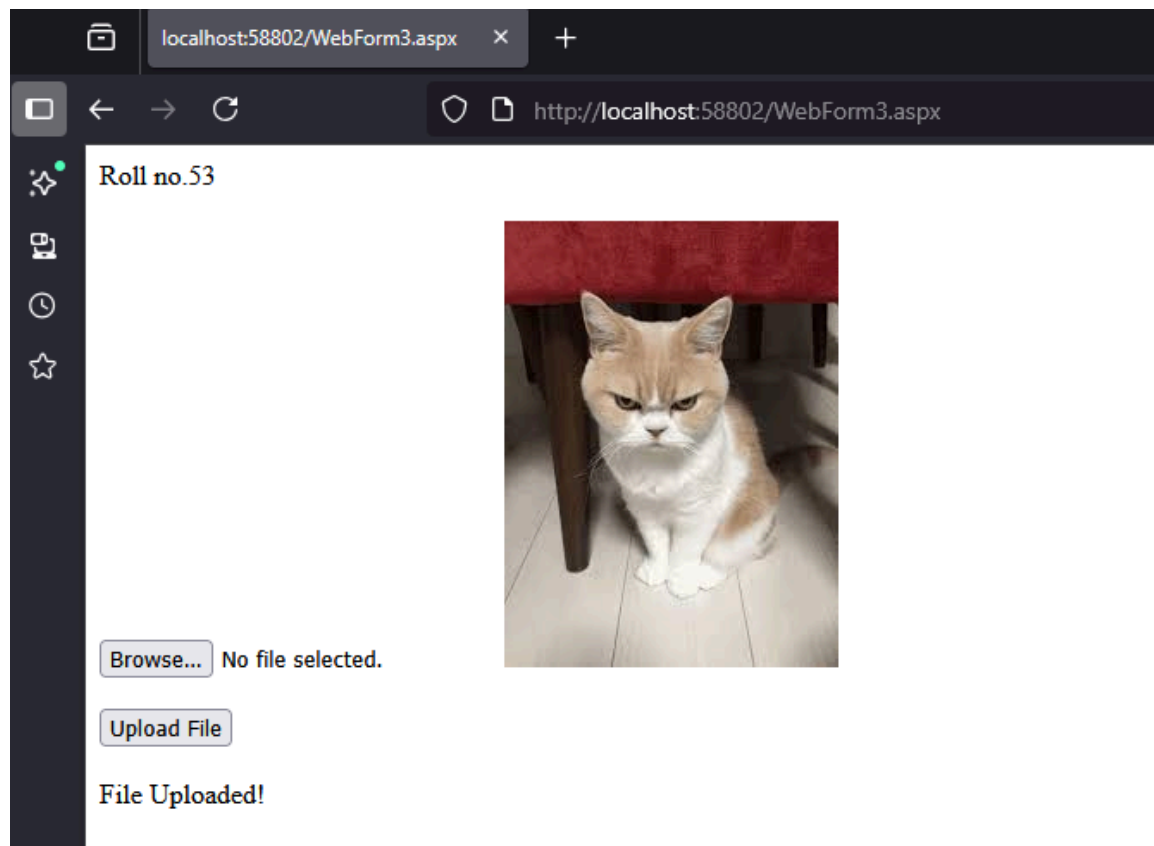 localhost:58802/WebForm3.aspx
http://localhost:58802/WebForm3.aspx
Roll no.53
Browse... No file selected.
Upload File
File Uploaded!